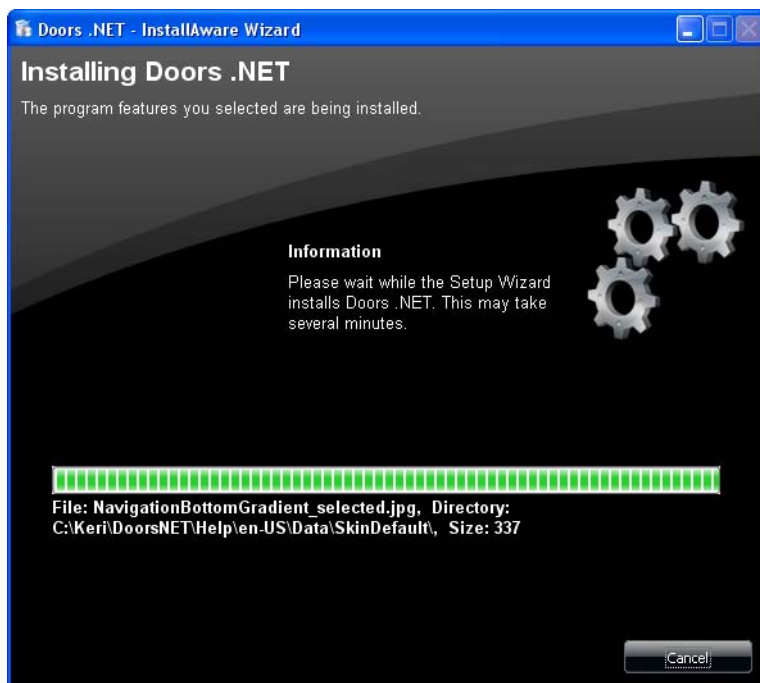 Doors .NET - InstallAware Wizard
Installing Doors .NET
The program features you selected are being installed.
Information
Please wait while the Setup Wizard
installs Doors .NET. This may take
several minutes.
File: NavigationBottomGradient_selected.jpg,  Directory:
C:\Keri\DoorsNET\Help\en-US\Data\SkinDefault\,  Size: 337
Cancel